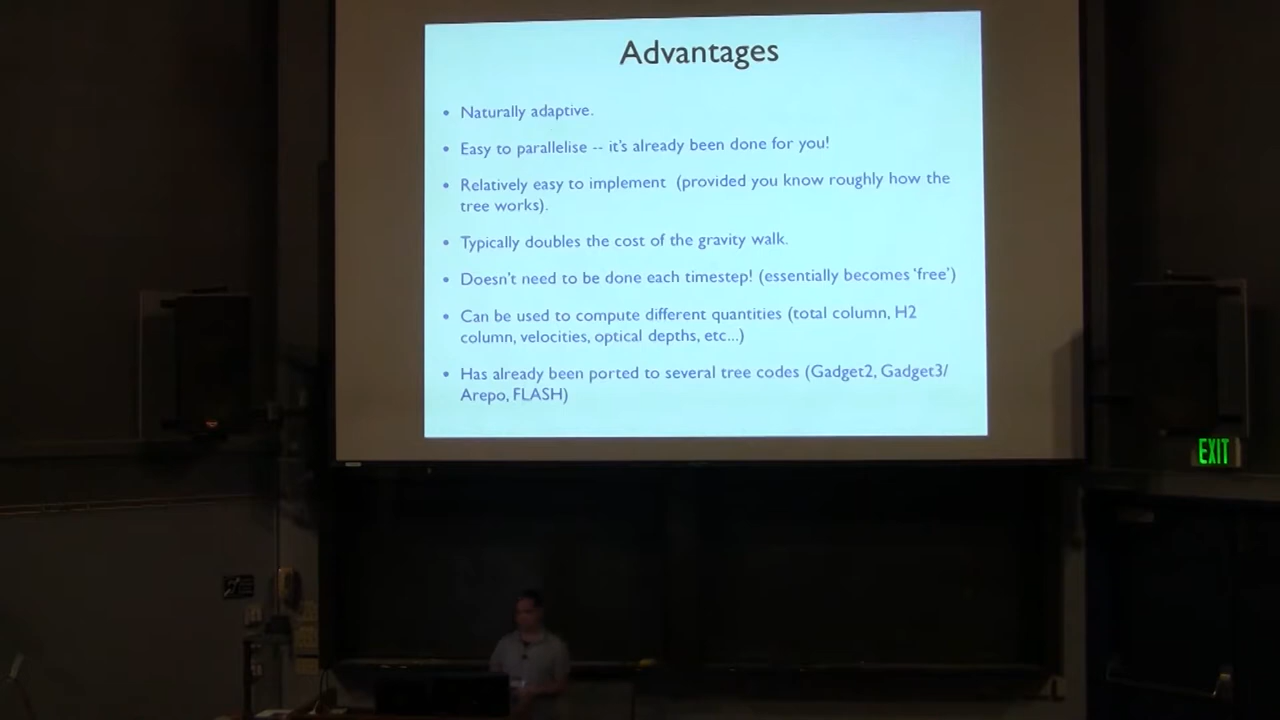 Advantages
• Naturally adaptive.
• Easy to parallelise -- it's already been done for you!
• Relatively easy to implement (provided you know roughly how the
tree works).
• Typically doubles the cost of the gravity walk.
• Doesn't need to be done each timestep! (essentially becomes 'free')
• Can be used to compute different quantities (total column, H2
column, velocities, optical depths, etc...)
• Has already been ported to several tree codes (Gadget2, Gadget3/
Arepo, FLASH)
EXIT